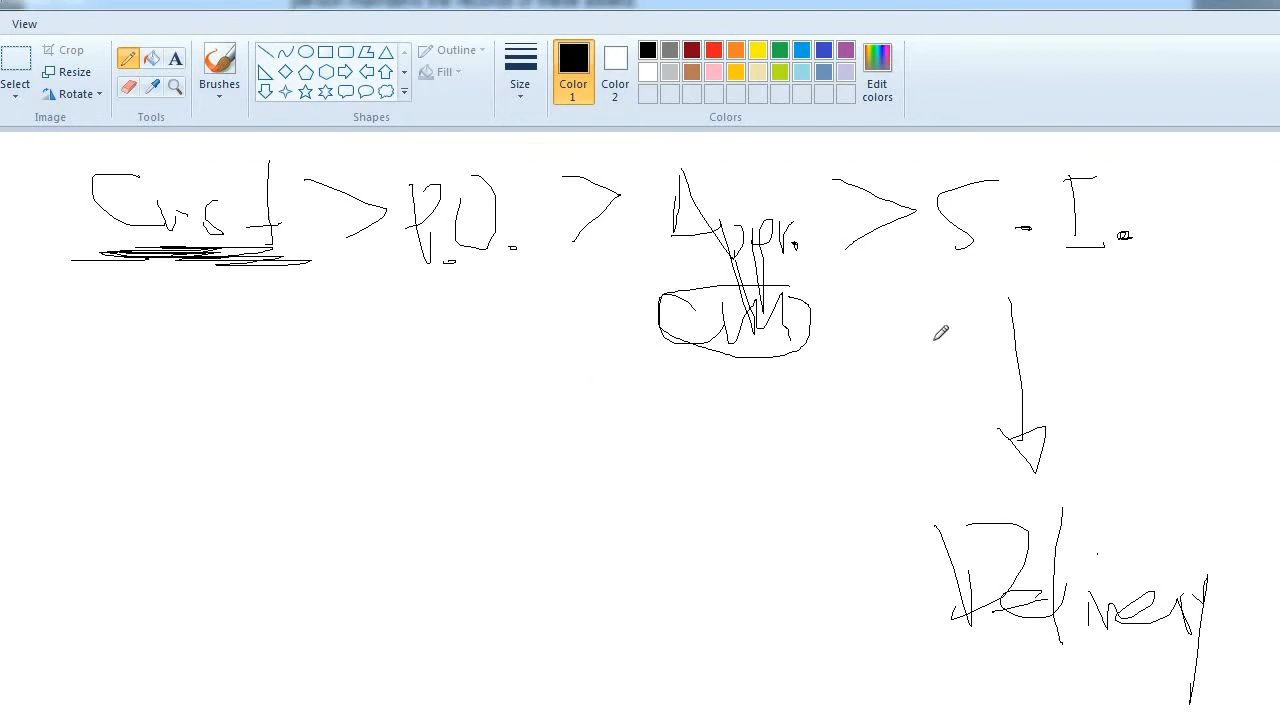 View
Crop
Select
Resize
Rotate
Image
Tools
Brushes
Shapes
Outline
Fill
Size
Color 1
Color 2
Edit colors
Colors
Cust > P.O. > Appr. > S. I.
CM
Delivery